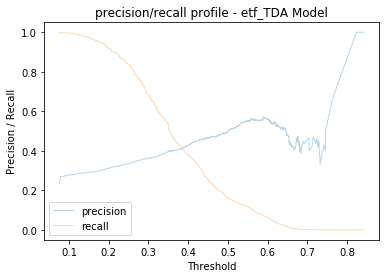 precision/recall profile - etf_TDA Model
1.0
0.8
0.6
0.4
0.2
0.0
Precision / Recall
precision
recall
0.1 0.2 0.3 0.4 0.5 0.6 0.7 0.8
Threshold